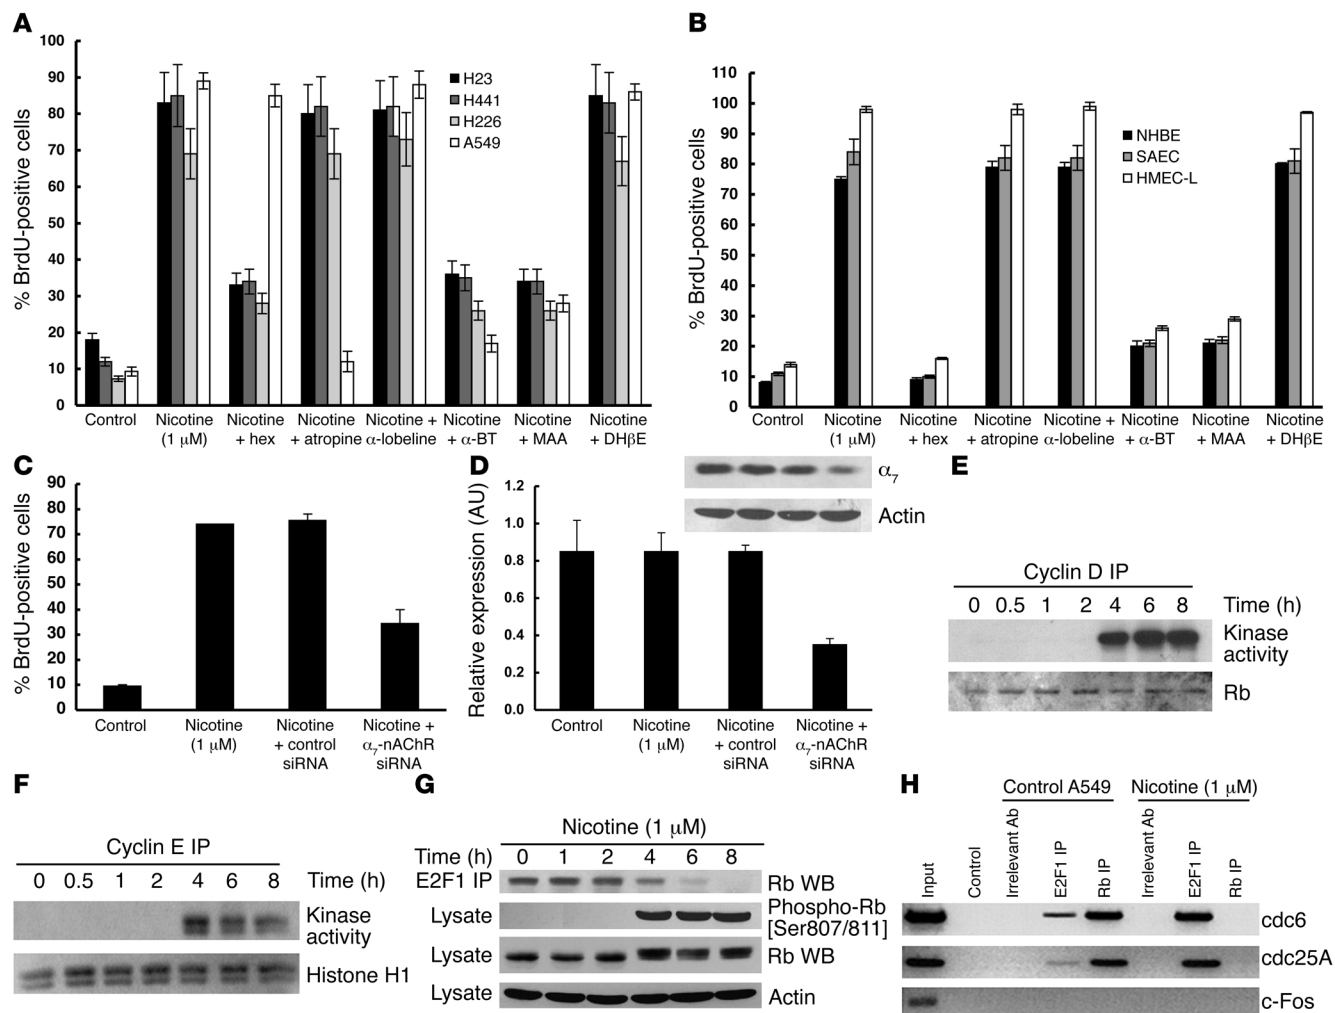 A
% BrdU-positive cells
100
90
80
70
60
50
40
30
20
10
0
H23
H441
H226
A549
Control
Nicotine
(1 µM)
Nicotine
+ hex
Nicotine
+ atropine
Nicotine +
α-lobeline
Nicotine
+ α-BT
Nicotine
+ MAA
Nicotine
+ DHβE
B
% BrdU-positive cells
110
100
90
80
70
60
50
40
30
20
10
0
NHBE
SAEC
HMEC-L
Control
Nicotine
(1 µM)
Nicotine
+ hex
Nicotine
+ atropine
Nicotine +
α-lobeline
Nicotine
+ α-BT
Nicotine
+ MAA
Nicotine
+ DHβE
C
% BrdU-positive cells
90
80
70
60
50
40
30
20
10
0
Control
Nicotine
(1 µM)
Nicotine
+ control
siRNA
Nicotine +
α7-nAChR
siRNA
D
Relative expression (AU)
1.2
1.0
0.8
0.6
0.4
0.2
0.0
α7
Actin
Control
Nicotine
(1 µM)
Nicotine
+ control
siRNA
Nicotine +
α7-nAChR
siRNA
E
Cyclin D IP
0 0.5 1 2 4 6 8 Time (h)
Kinase
activity
Rb
F
Cyclin E IP
0 0.5 1 2 4 6 8 Time (h)
Kinase
activity
Histone H1
G
Nicotine (1 µM)
Time (h) 0 1 2 4 6 8
E2F1 IP Rb WB
Lysate Phospho-Rb
[Ser807/811]
Lysate Rb WB
Lysate Actin
H
Control A549 Nicotine (1 µM)
Input
Control
Irrelevant Ab
E2F1 IP
Rb IP
Irrelevant Ab
E2F1 IP
Rb IP
cdc6
cdc25A
c-Fos